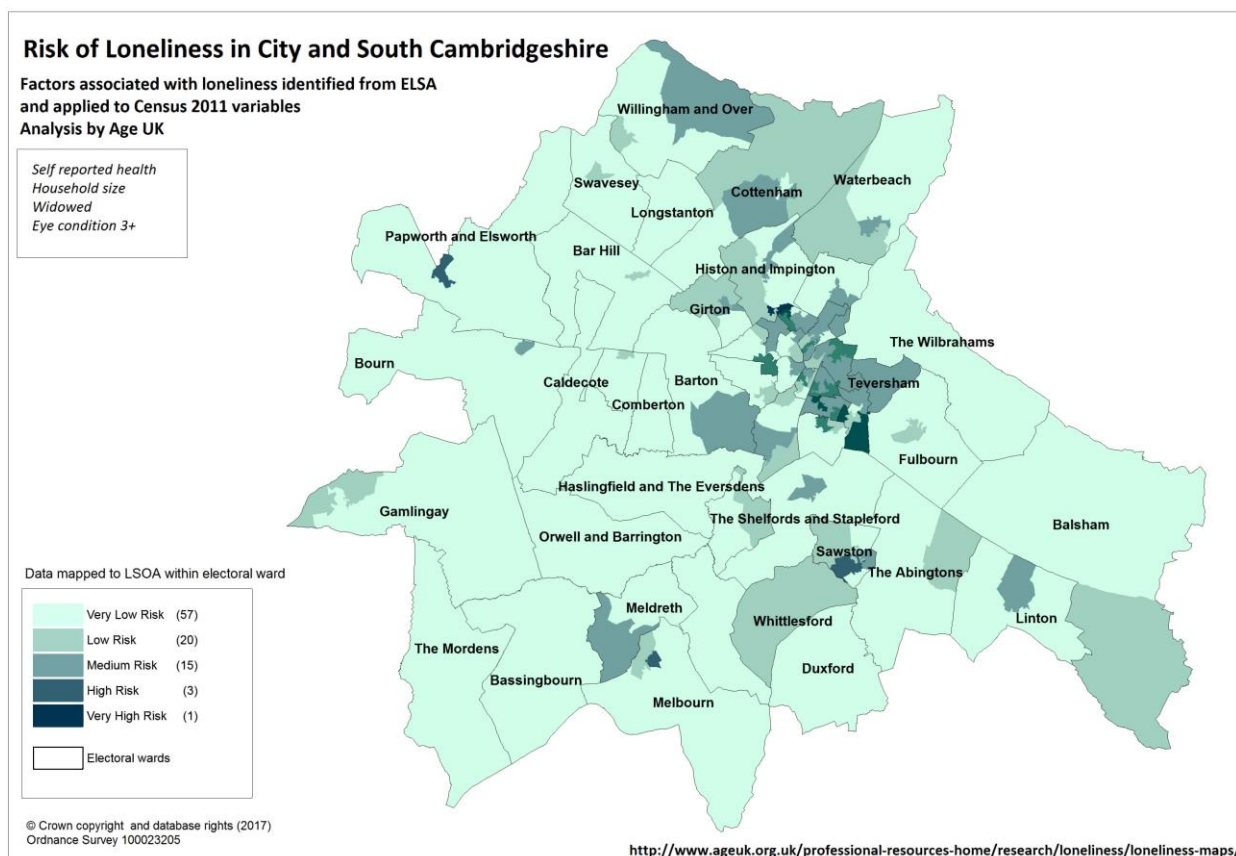 Risk of Loneliness in City and South Cambridgeshire
Factors associated with loneliness identified from ELSA
and applied to Census 2011 variables
Analysis by Age UK
Self reported health
Household size
Widowed
Eye condition 3+
Willingham and Over
Swavesey
Cottenham
Waterbeach
Longstanton
Papworth and Elsworth
Bar Hill
Histon and Impington
Girton
The Wilbrahams
Bourn
Caldecote
Barton
Teversham
Comberton
Fulbourn
Haslingfield and The Eversdens
Gamlingay
The Shelfords and Stapleford
Balsham
Orwell and Barrington
Sawston
The Abingtons
Meldreth
Whittlesford
Linton
The Mordens
Duxford
Bassingbourn
Melbourn
Data mapped to LSOA within electoral ward
Very Low Risk (57)
Low Risk (20)
Medium Risk (15)
High Risk (3)
Very High Risk (1)
Electoral wards
© Crown copyright and database rights (2017)
Ordnance Survey 100023205
http://www.ageuk.org.uk/professional-resources-home/research/loneliness/loneliness-maps/